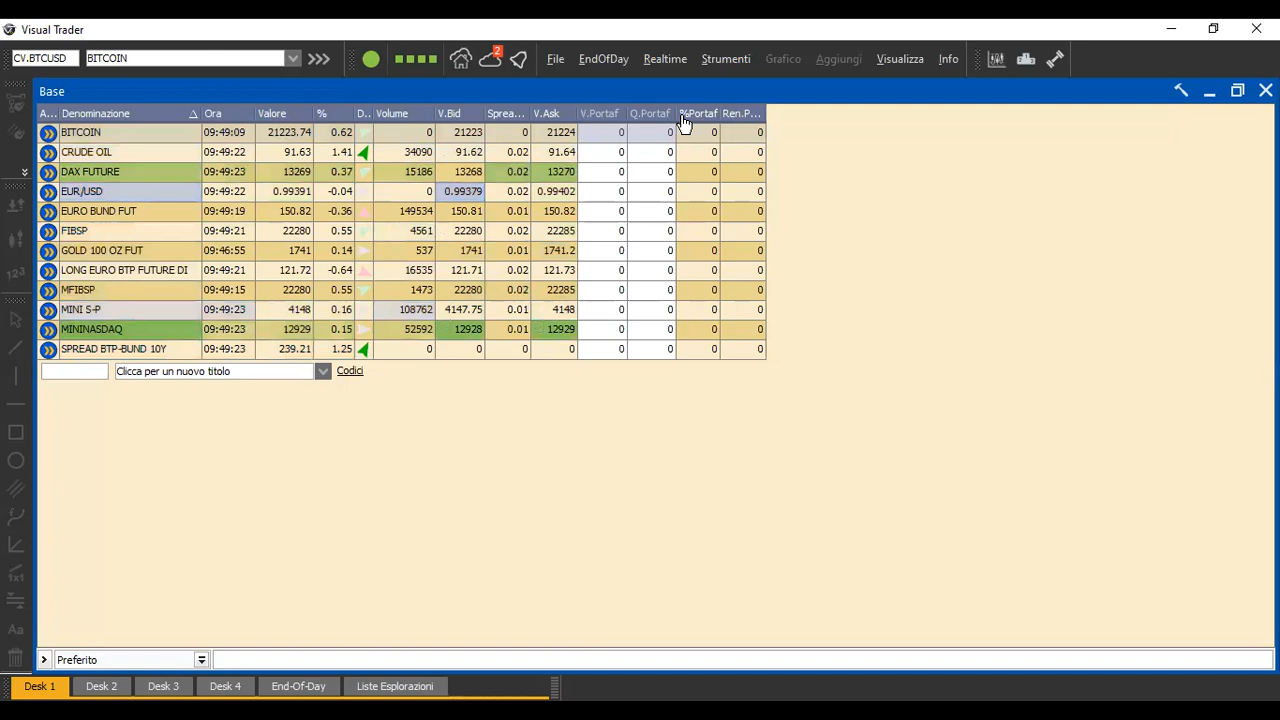 Visual Trader
CV.BTCUSD BITCOIN 2 File EndOfDay Realtime Strumenti Grafico Aggiungi Visualizza Info
Base
A... Denominazione Ora Valore % D.. Volume V.Bid Sprea... V.Ask V.Portaf Q.Portaf %Portaf Ren.P...
BITCOIN 09:49:09 21223.74 0.62 0 21223 0.02 21224 0 0 0 0
CRUDE OIL 09:49:22 91.63 1.41 34090 91.62 0.02 91.64 0 0 0 0
DAX FUTURE 09:49:23 13269 0.37 15186 13268 0.02 13270 0 0 0 0
EUR/USD 09:49:22 0.99391 -0.04 0 0.99379 0.02 0.99402 0 0 0 0
EURO BUND FUT 09:49:19 150.82 -0.36 149534 150.81 0.01 150.82 0 0 0 0
FIBSP 09:49:21 22280 0.55 4561 22280 0.02 22285 0 0 0 0
GOLD 100 OZ FUT 09:46:55 1741 0.14 537 1741 0.01 1741.2 0 0 0 0
LONG EURO BTP FUTURE DI 09:49:21 121.72 -0.64 16535 121.71 0.02 121.73 0 0 0 0
MFIBSP 09:49:15 22280 0.55 1473 22280 0.02 22285 0 0 0 0
MINI S-P 09:49:23 4148 0.16 108762 4147.75 0.01 4148 0 0 0 0
MININASDAQ 09:49:23 12929 0.15 52592 12928 0.01 12929 0 0 0 0
SPREAD BTP-BUND 10Y 09:49:23 239.21 1.25 0 0 0 0 0 0 0 0
Clicca per un nuovo titolo Codici
123
1x1
Aa
Preferito
Desk 1 Desk 2 Desk 3 Desk 4 End-Of-Day Liste Esplorazioni